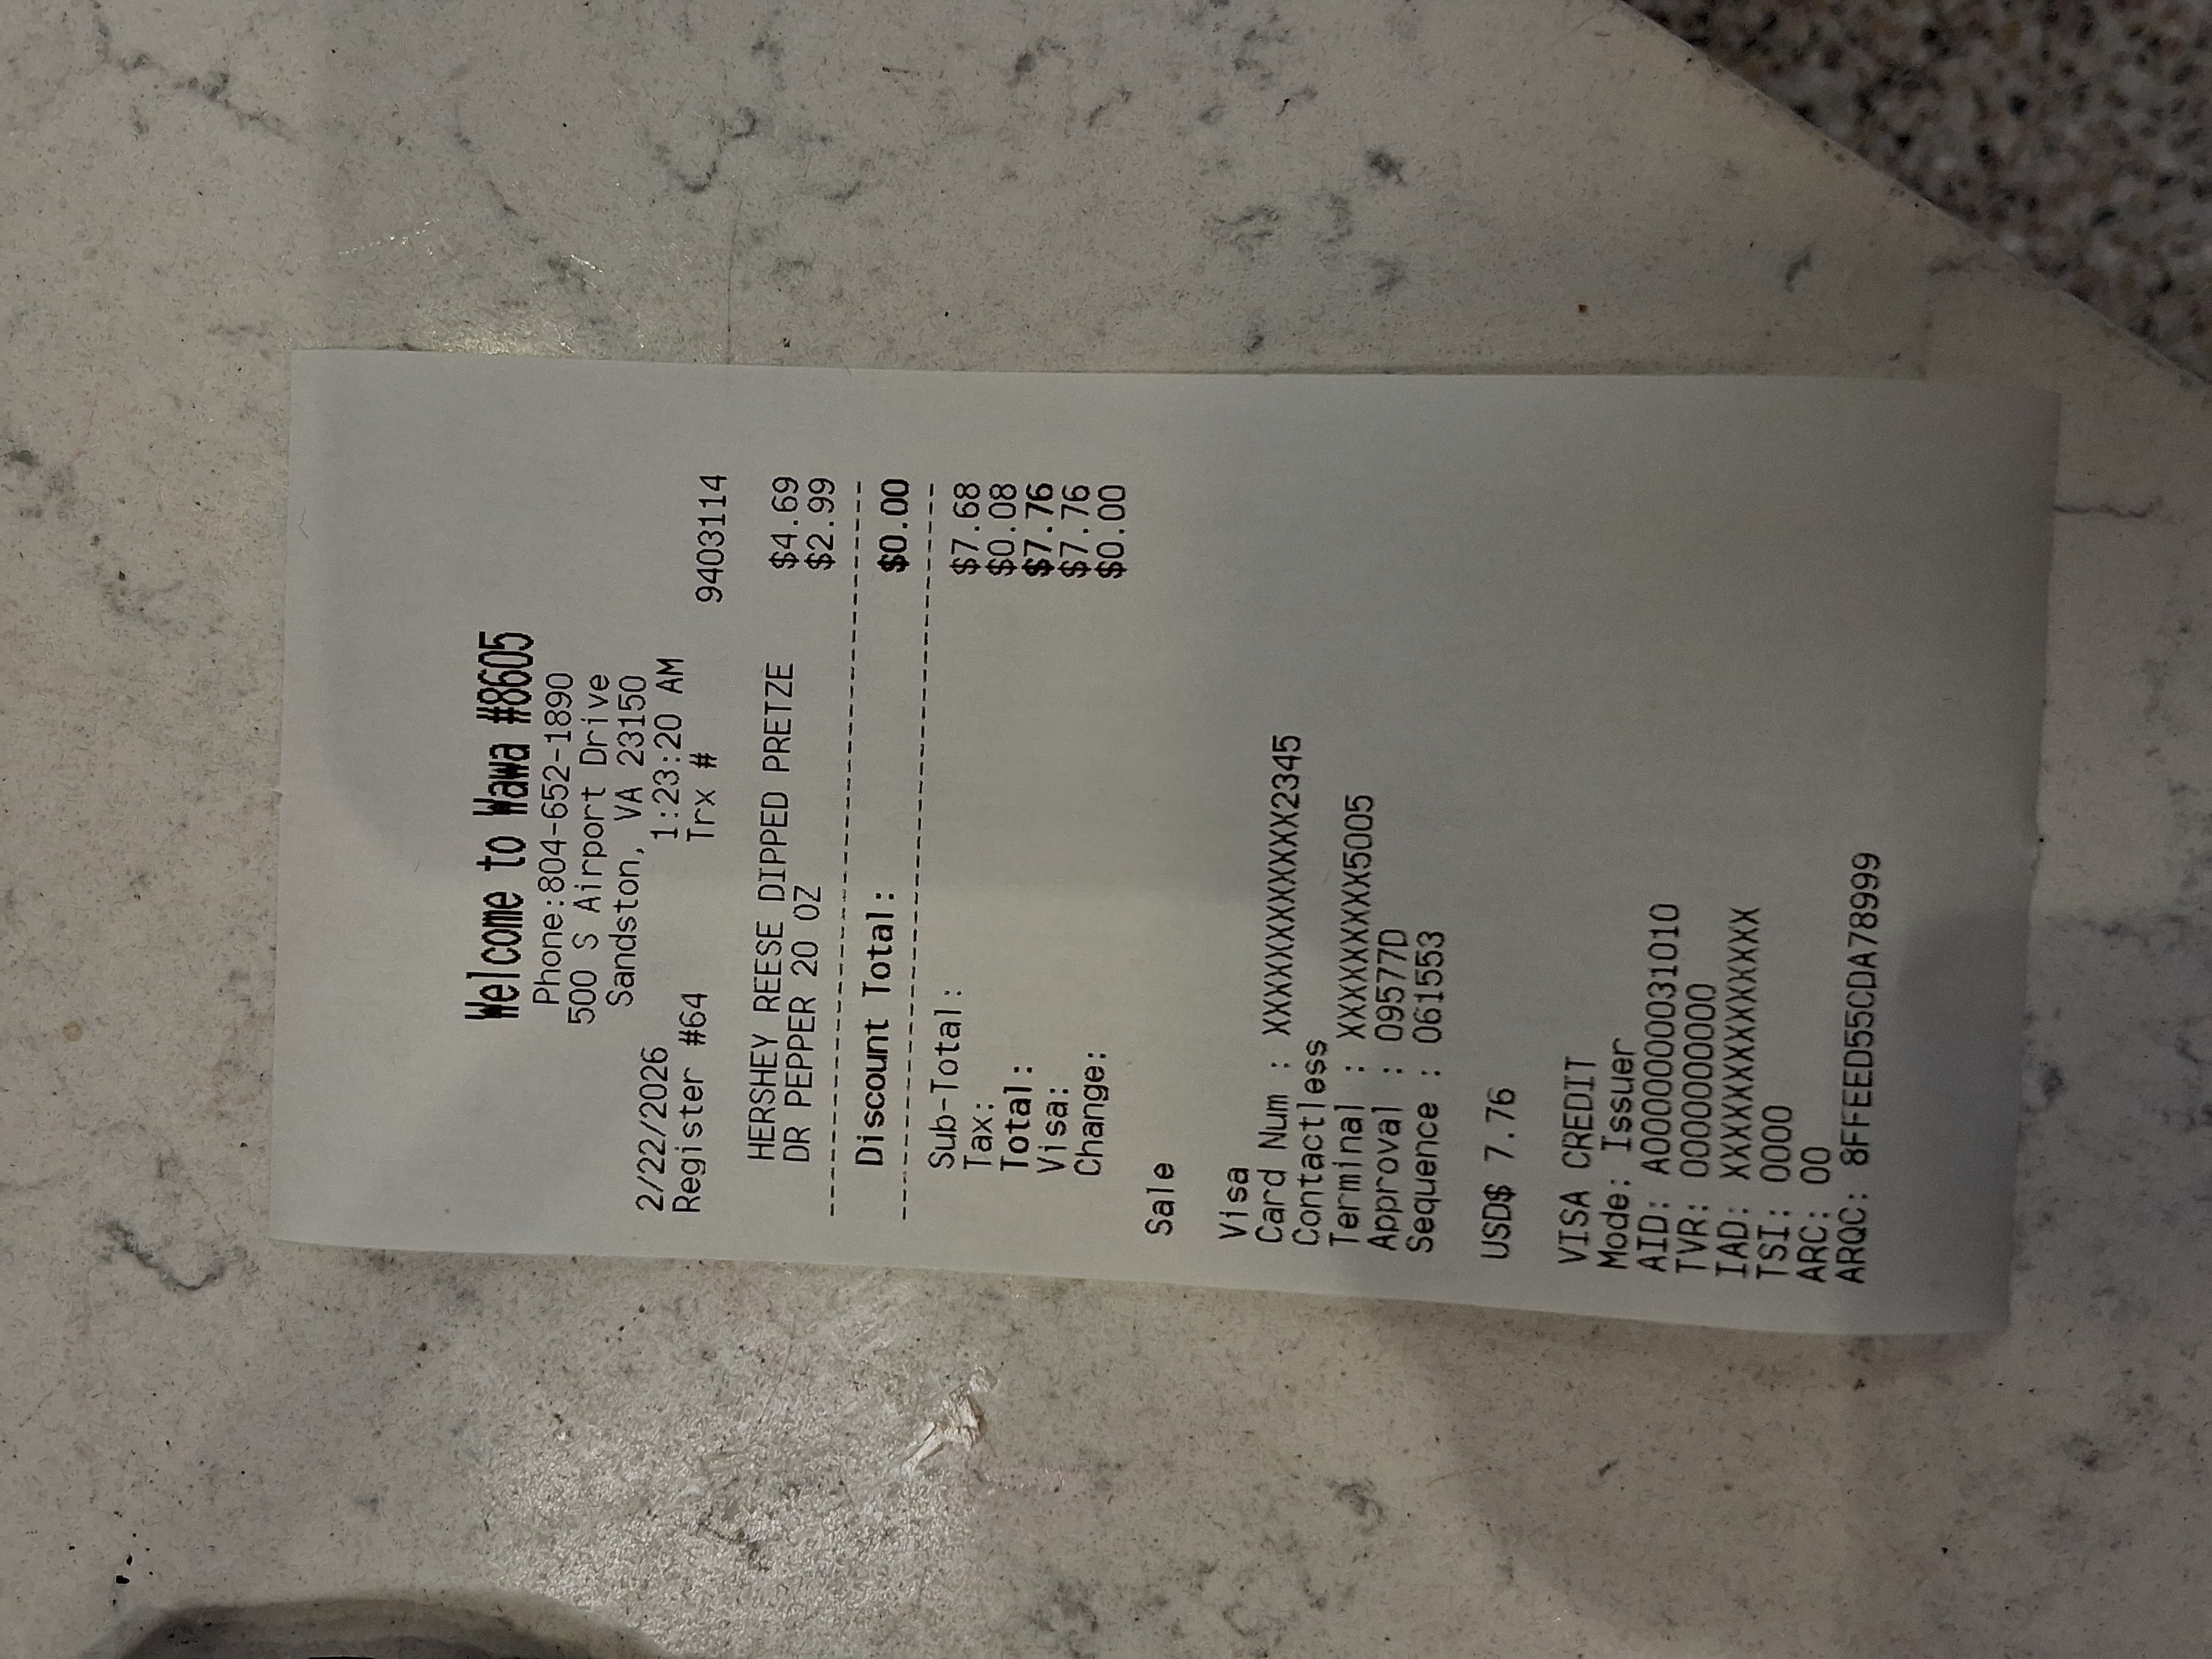 Welcome to Wawa #8605
Phone:804-652-1890
500 S Airport Drive
Sandston, VA 23150
2/22/2026 1:23:20 AM
Register #64 Trx # 9403114
HERSHEY REESE DIPPED PRETZE $4.69
DR PEPPER 20 OZ $2.99
Discount Total: $0.00
Sub-Total: $7.68
Tax: $0.08
Total: $7.76
Visa: $7.76
Change: $0.00
Sale
Visa
Card Num : XXXXXXXXXXXX2345
Contactless
Terminal : XXXXXXXXX5005
Approval : 09577D
Sequence : 061553
USD$ 7.76
VISA CREDIT
Mode: Issuer
AID: A0000000031010
TVR: 0000000000
IAD: XXXXXXXXXXXXXX
TSI: 0000
ARC: 00
ARQC: 8FFEED55CDA78999